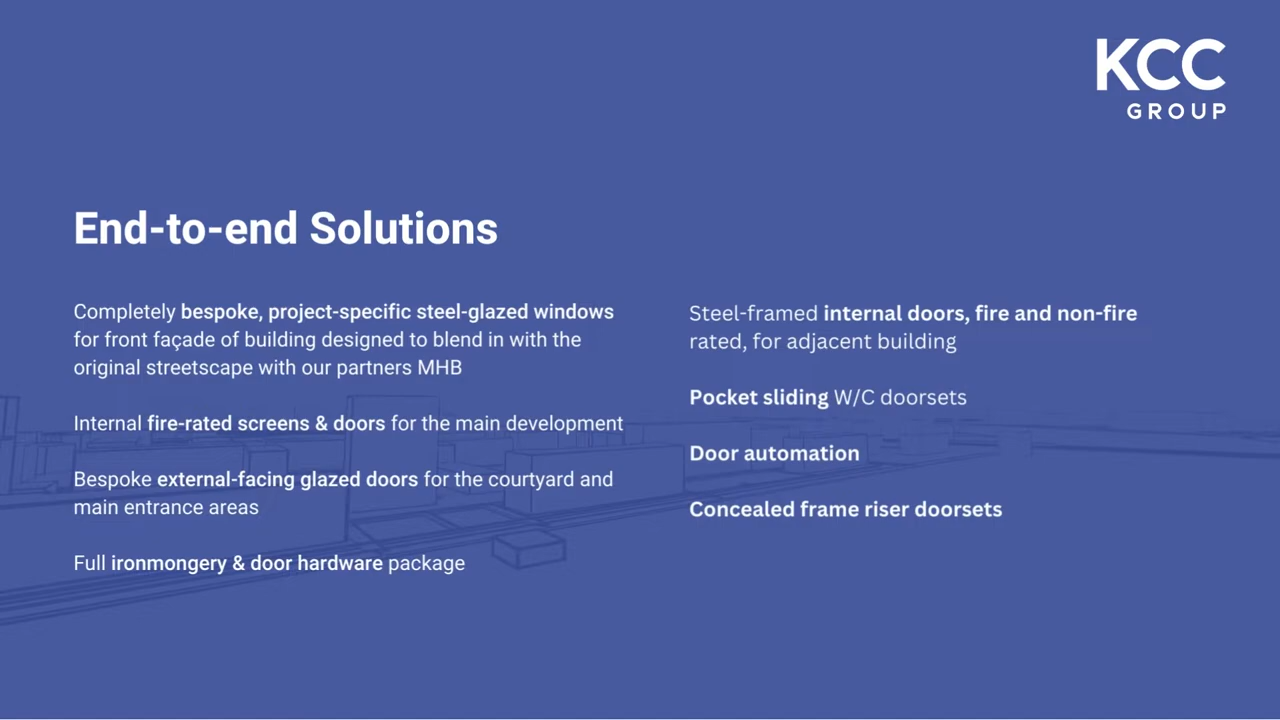 KCC
GROUP
End-to-end Solutions
Completely bespoke, project-specific steel-glazed windows
for front façade of building designed to blend in with the
original streetscape with our partners MHB
Internal fire-rated screens & doors for the main development
Bespoke external-facing glazed doors for the courtyard and
main entrance areas
Full ironmongery & door hardware package
Steel-framed internal doors, fire and non-fire
rated, for adjacent building
Pocket sliding W/C doorsets
Door automation
Concealed frame riser doorsets